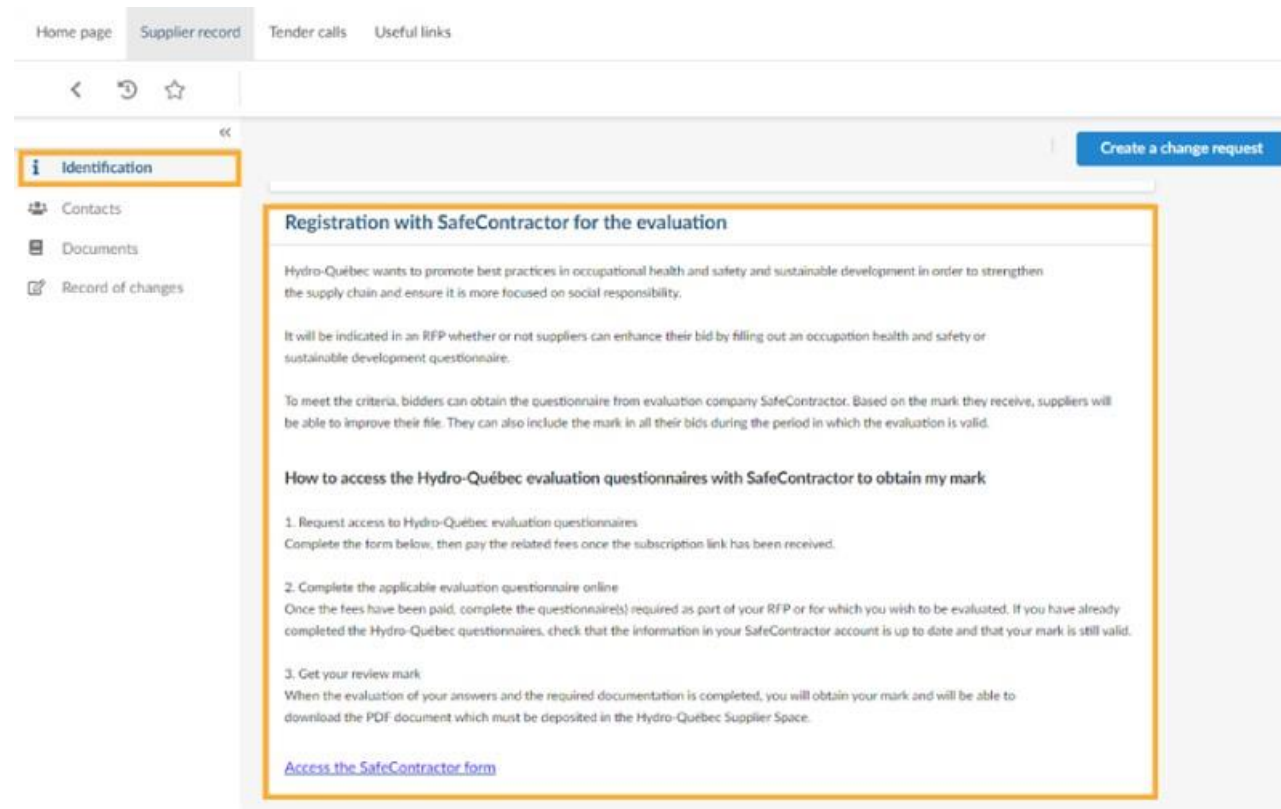 Home page Supplier record Tender calls Useful links
«
Create a change request
i Identification
Contacts
Documents
Record of changes
Registration with SafeContractor for the evaluation
Hydro-Québec wants to promote best practices in occupational health and safety and sustainable development in order to strengthen
the supply chain and ensure it is more focused on social responsibility.
It will be indicated in an RFP whether or not suppliers can enhance their bid by filling out an occupation health and safety or
sustainable development questionnaire.
To meet the criteria, bidders can obtain the questionnaire from evaluation company SafeContractor. Based on the mark they receive, suppliers will
be able to improve their file. They can also include the mark in all their bids during the period in which the evaluation is valid.
How to access the Hydro-Québec evaluation questionnaires with SafeContractor to obtain my mark
1. Request access to Hydro-Québec evaluation questionnaires
Complete the form below, then pay the related fees once the subscription link has been received.
2. Complete the applicable evaluation questionnaire online
Once the fees have been paid, complete the questionnaire(s) required as part of your RFP or for which you wish to be evaluated. If you have already
completed the Hydro-Québec questionnaires, check that the information in your SafeContractor account is up to date and that your mark is still valid.
3. Get your review mark
When the evaluation of your answers and the required documentation is completed, you will obtain your mark and will be able to
download the PDF document which must be deposited in the Hydro-Québec Supplier Space.
Access the SafeContractor form